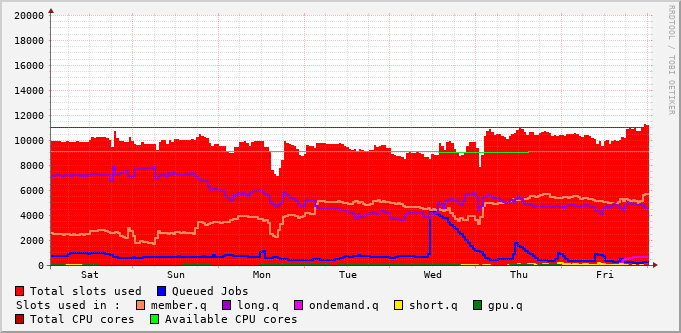 20000
18000
16000
14000
12000
10000
8000
6000
4000
2000
0
Sat Sun Mon Tue Wed Thu Fri
RRDTOOL / TOBI OETIKER
Total slots used Queued Jobs
Slots used in : member.q long.q ondemand.q short.q gpu.q
Total CPU cores Available CPU cores